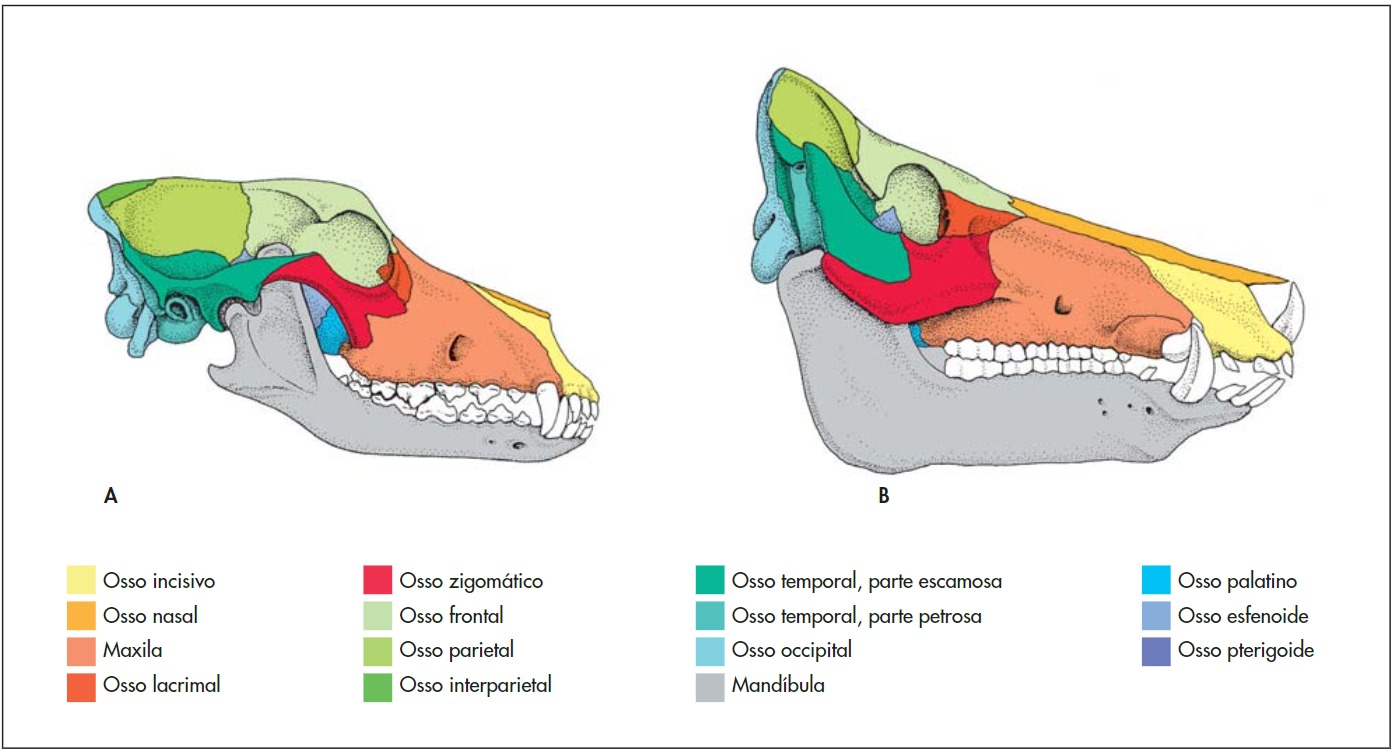 A
B
Osso incisivo
Osso nasal
Maxila
Osso lacrimal
Osso zigomático
Osso frontal
Osso parietal
Osso interparietal
Osso temporal, parte escamosa
Osso temporal, parte petrosa
Osso occipital
Mandíbula
Osso palatino
Osso esfenoide
Osso pterigoide